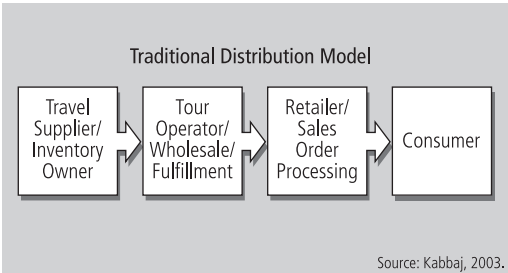 Traditional Distribution Model
Travel
Supplier/
Inventory
Owner
Tour
Operator/
Wholesale/
Fulfillment
Retailer/
Sales
Order
Processing
Consumer
Source: Kabbaj, 2003.